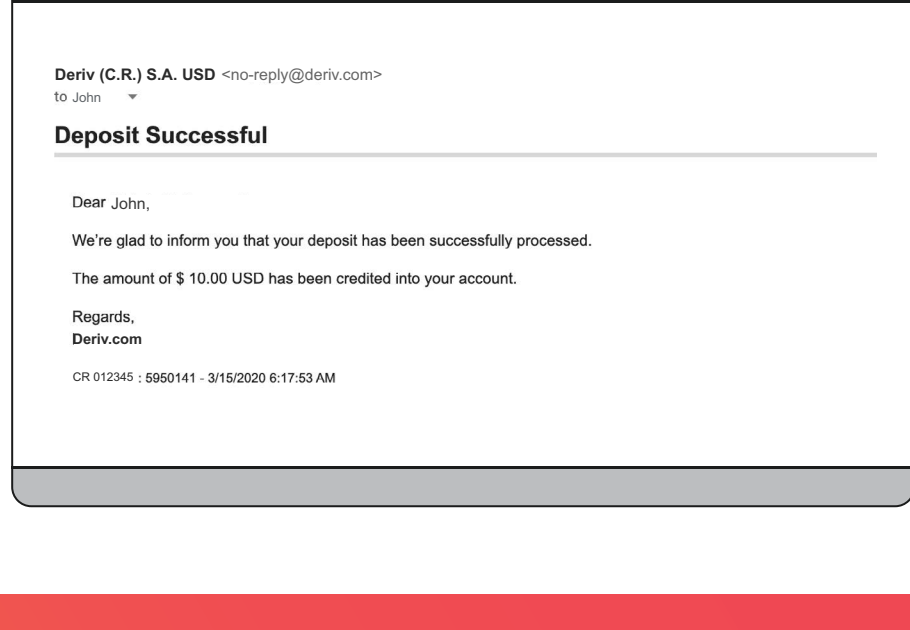 Deriv (C.R.) S.A. USD <no-reply@deriv.com>
to John
Deposit Successful
Dear John,
We’re glad to inform you that your deposit has been successfully processed.
The amount of $ 10.00 USD has been credited into your account.
Regards,
Deriv.com
CR 012345 : 5950141 - 3/15/2020 6:17:53 AM